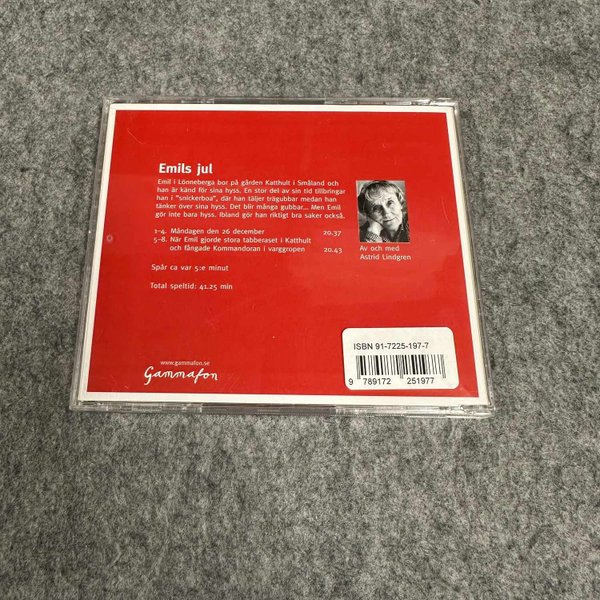 Emils jul
Emil i Lönneberga bor på gården Katthult i Småland och
han är känd för sina hyss. En stor del av sin tid tillbringar
han i "snickerboa", där han täljer trägubbar medan han
tänker över sina hyss. Det blir många gubbar... Men Emil
gör inte bara hyss. Ibland gör han riktigt bra saker också.
1-4. Måndagen den 26 december 20.37
5-8. När Emil gjorde stora tabberaset i Katthult
och fångade Kommandoran i varggropen 20.43
Spår ca var 5:e minut
Total speltid: 41.25 min
Av och med
Astrid Lindgren
www.gammafon.se
Gammafon
ISBN 91-7225-197-7
9 789172 251977